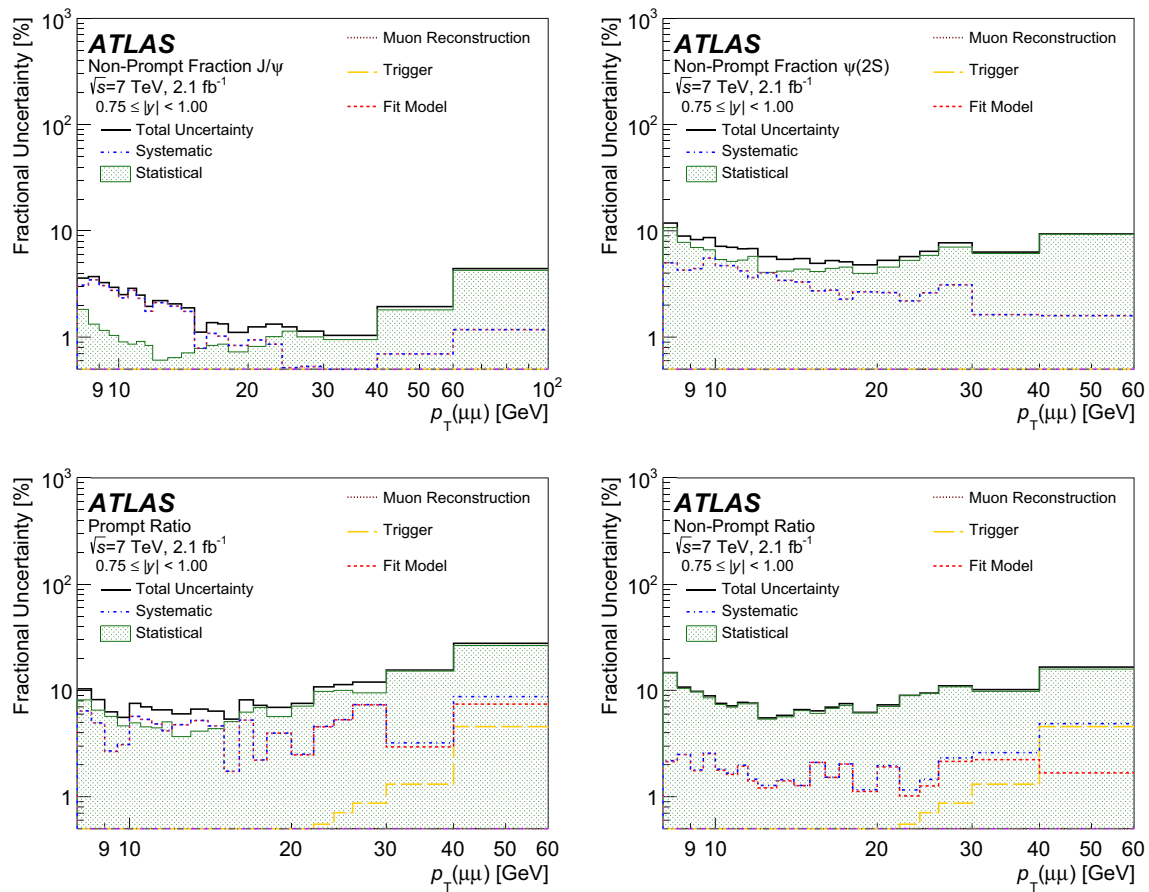 10³
10²
10
1
Fractional Uncertainty [%]
ATLAS
Non-Prompt Fraction J/ψ
√s=7 TeV, 2.1 fb⁻¹
0.75 ≤ |y| < 1.00
Total Uncertainty
Systematic
Statistical
Muon Reconstruction
Trigger
Fit Model
9 10 20 30 40 50 60 10²
p_T(μμ) [GeV]
10³
10²
10
1
Fractional Uncertainty [%]
ATLAS
Non-Prompt Fraction ψ(2S)
√s=7 TeV, 2.1 fb⁻¹
0.75 ≤ |y| < 1.00
Total Uncertainty
Systematic
Statistical
Muon Reconstruction
Trigger
Fit Model
9 10 20 30 40 50 60
p_T(μμ) [GeV]
10³
10²
10
1
Fractional Uncertainty [%]
ATLAS
Prompt Ratio
√s=7 TeV, 2.1 fb⁻¹
0.75 ≤ |y| < 1.00
Total Uncertainty
Systematic
Statistical
Muon Reconstruction
Trigger
Fit Model
9 10 20 30 40 50 60
p_T(μμ) [GeV]
10³
10²
10
1
Fractional Uncertainty [%]
ATLAS
Non-Prompt Ratio
√s=7 TeV, 2.1 fb⁻¹
0.75 ≤ |y| < 1.00
Total Uncertainty
Systematic
Statistical
Muon Reconstruction
Trigger
Fit Model
9 10 20 30 40 50 60
p_T(μμ) [GeV]